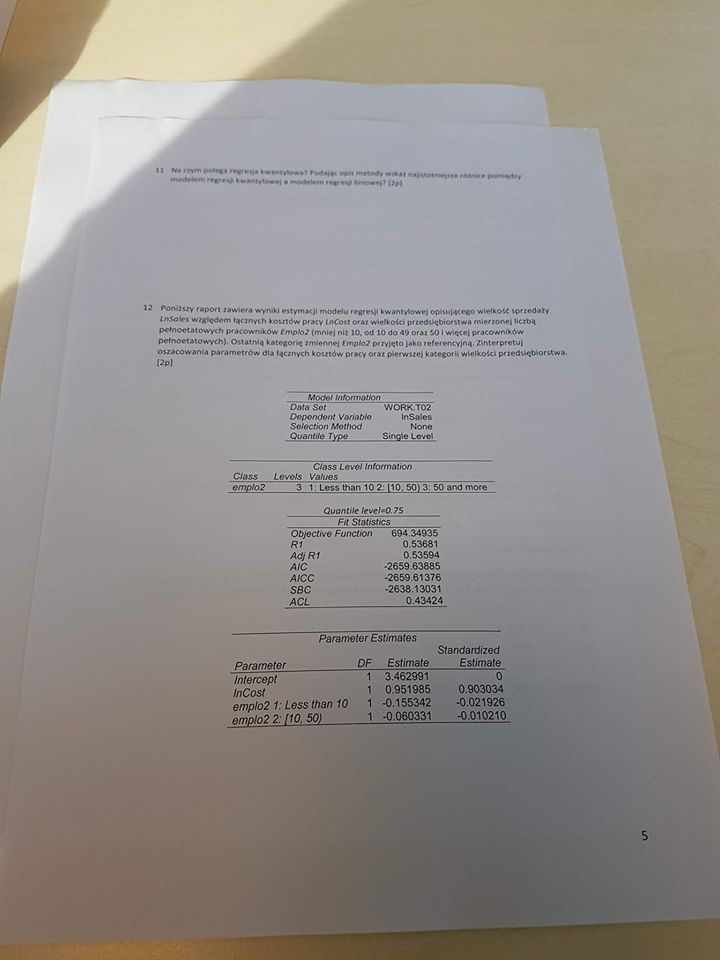 11 Na czym polega regresja kwantylowa? Podając opis metody wskaż najistotniejsze różnice pomiędzy
modelem regresji kwantylowej a modelem regresji liniowej? [2p]
12 Poniższy raport zawiera wyniki estymacji modelu regresji kwantylowej opisującego wielkość sprzedaży
LnSales względem łącznych kosztów pracy LnCost oraz wielkości przedsiębiorstwa mierzonej liczbą
pełnoetatowych pracowników Emplo2 (mniej niż 10, od 10 do 49 oraz 50 i więcej pracowników
pełnoetatowych). Ostatnią kategorię zmiennej Emplo2 przyjęto jako referencyjną. Zinterpretuj
oszacowania parametrów dla łącznych kosztów pracy oraz pierwszej kategorii wielkości przedsiębiorstwa.
[2p]
Model Information
Data Set WORK.T02
Dependent Variable lnSales
Selection Method None
Quantile Type Single Level
Class Level Information
Class Levels Values
emplo2 3 1: Less than 10 2: [10, 50) 3: 50 and more
Quantile level=0.75
Fit Statistics
Objective Function 694.34935
R1 0.53681
Adj R1 0.53594
AIC -2659.63885
AICC -2659.61376
SBC -2638.13031
ACL 0.43424
Parameter Estimates
Standardized
Parameter DF Estimate Estimate
Intercept 1 3.462991 0
lnCost 1 0.951985 0.903034
emplo2 1: Less than 10 1 -0.155342 -0.021926
emplo2 2: [10, 50) 1 -0.060331 -0.010210
5